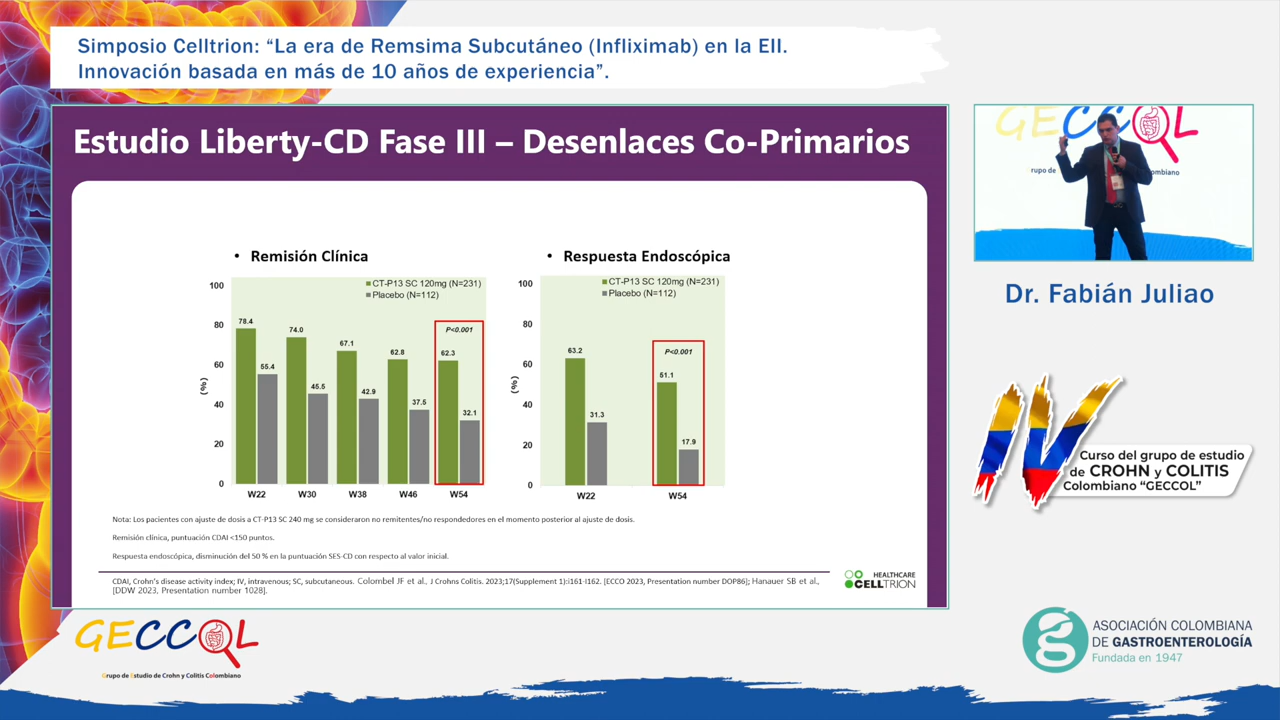 Simposio Celltrion: “La era de Remsima Subcutáneo (Infliximab) en la EII.
Innovación basada en más de 10 años de experiencia”.
Estudio Liberty-CD Fase III – Desenlaces Co-Primarios
• Remisión Clínica
CT-P13 SC 120mg (N=231)
Placebo (N=112)
100
80
60
40
20
0
(%)
78.4
55.4
74.0
45.5
67.1
42.9
62.8
37.5
P<0.001
62.3
32.1
W22 W30 W38 W46 W54
• Respuesta Endoscópica
CT-P13 SC 120mg (N=231)
Placebo (N=112)
100
80
60
40
20
0
(%)
63.2
31.3
P<0.001
51.1
17.9
W22 W54
Nota: Los pacientes con ajuste de dosis a CT-P13 SC 240 mg se consideraron no remitentes/no respondedores en el momento posterior al ajuste de dosis.
Remisión clínica, puntuación CDAI <150 puntos.
Respuesta endoscópica, disminución del 50 % en la puntuación SES-CD con respecto al valor inicial.
CDAI, Crohn’s disease activity index; IV, intravenous; SC, subcutaneous. Colombel JF et al., J Crohns Colitis. 2023;17(Supplement 1):i161-i162. [ECCO 2023, Presentation number DOP86]; Hanauer SB et al.,
[DDW 2023, Presentation number 1028].
HEALTHCARE
CELLTRION
GECCOL
rupo de
ombiano
Dr. Fabián Juliao
IV
Curso del grupo de estudio
de CROHN y COLITIS
Colombiano “GECCOL”
GECCOL
Grupo de Estudio de Crohn y Colitis Colombiano
ASOCIACIÓN COLOMBIANA
DE GASTROENTEROLOGÍA
Fundada en 1947